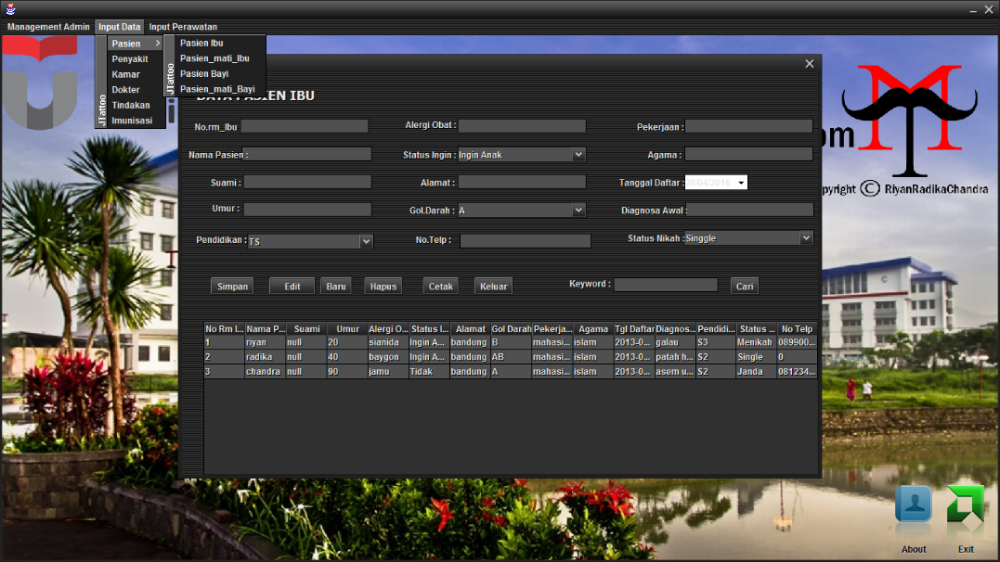 Management Admin Input Data Input Perawatan
Pasien
Penyakit
Kamar
Dokter
Tindakan
Imunisasi
JTattoo
Pasien Ibu
Pasien_mati_Ibu
Pasien Bayi
Pasien_mati_Bayi
JTattoo
DATA PASIEN IBU
No.rm_Ibu Alergi Obat : Pekerjaan :
Nama Pasien : Status Ingin : Ingin Anak Agama :
Suami : Alamat : Tanggal Daftar : 28/04/2016
Umur : Gol.Darah : A Diagnosa Awal :
Pendidikan : TS No.Telp : Status Nikah : Singgle
Simpan Edit Baru Hapus Cetak Keluar Keyword : Cari
No Rm I... Nama P... Suami Umur Alergi O... Status I... Alamat Gol Darah Pekerja... Agama Tgl Daftar Diagnos... Pendidi... Status ... No Telp
1 riyan null 20 sianida Ingin A... bandung B mahasi... islam 2013-0... galau S3 Menikah 089900...
2 radika null 40 baygon Ingin A... bandung AB mahasi... islam 2013-0... patah h... S2 Single 0
3 chandra null 90 jamu Tidak bandung A mahasi... islam 2013-0... asem u... S2 Janda 081234...
om
pyright © RiyanRadikaChandra
About Exit